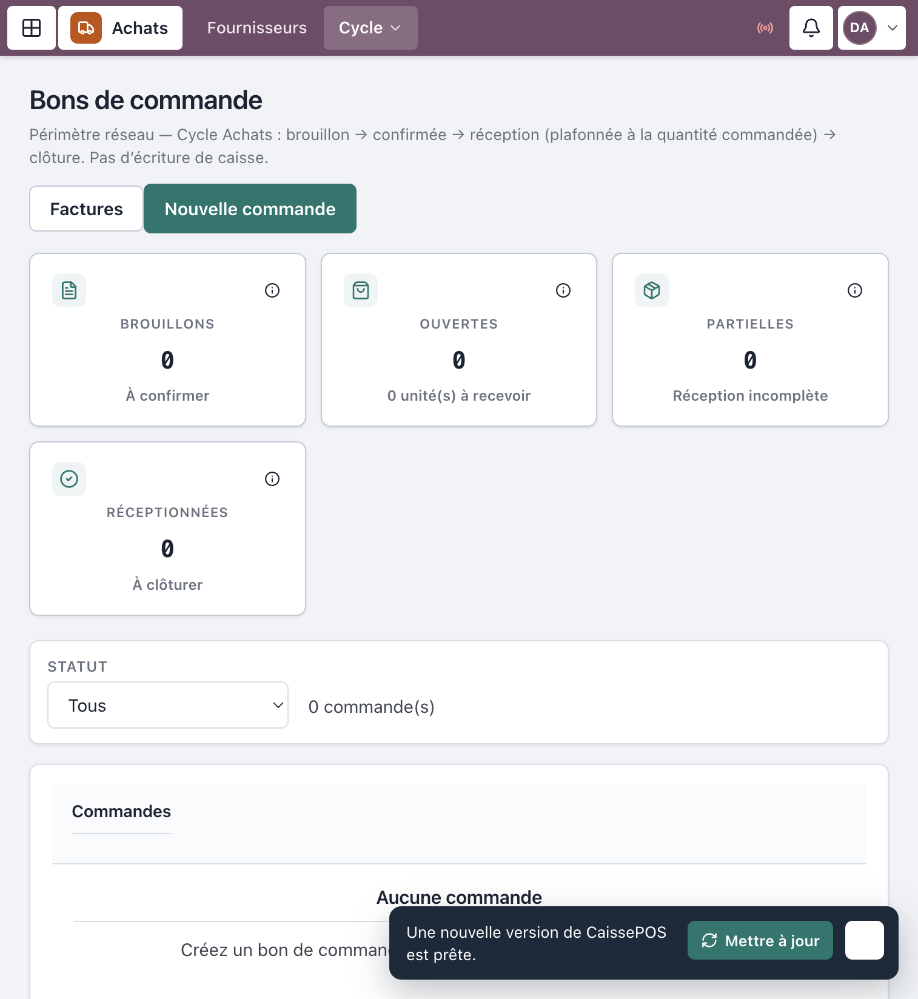 Achats
Fournisseurs
Cycle
DA
Bons de commande
Périmètre réseau — Cycle Achats : brouillon → confirmée → réception (plafonnée à la quantité commandée) →
clôture. Pas d’écriture de caisse.
Factures
Nouvelle commande
BROUILLONS
0
À confirmer
OUVERTES
0
0 unité(s) à recevoir
PARTIELLES
0
Réception incomplète
RÉCEPTIONNÉES
0
À clôturer
STATUT
Tous
0 commande(s)
Commandes
Aucune commande
Créez un bon de
Une nouvelle version de CaissePOS
est prête.
Mettre à jour